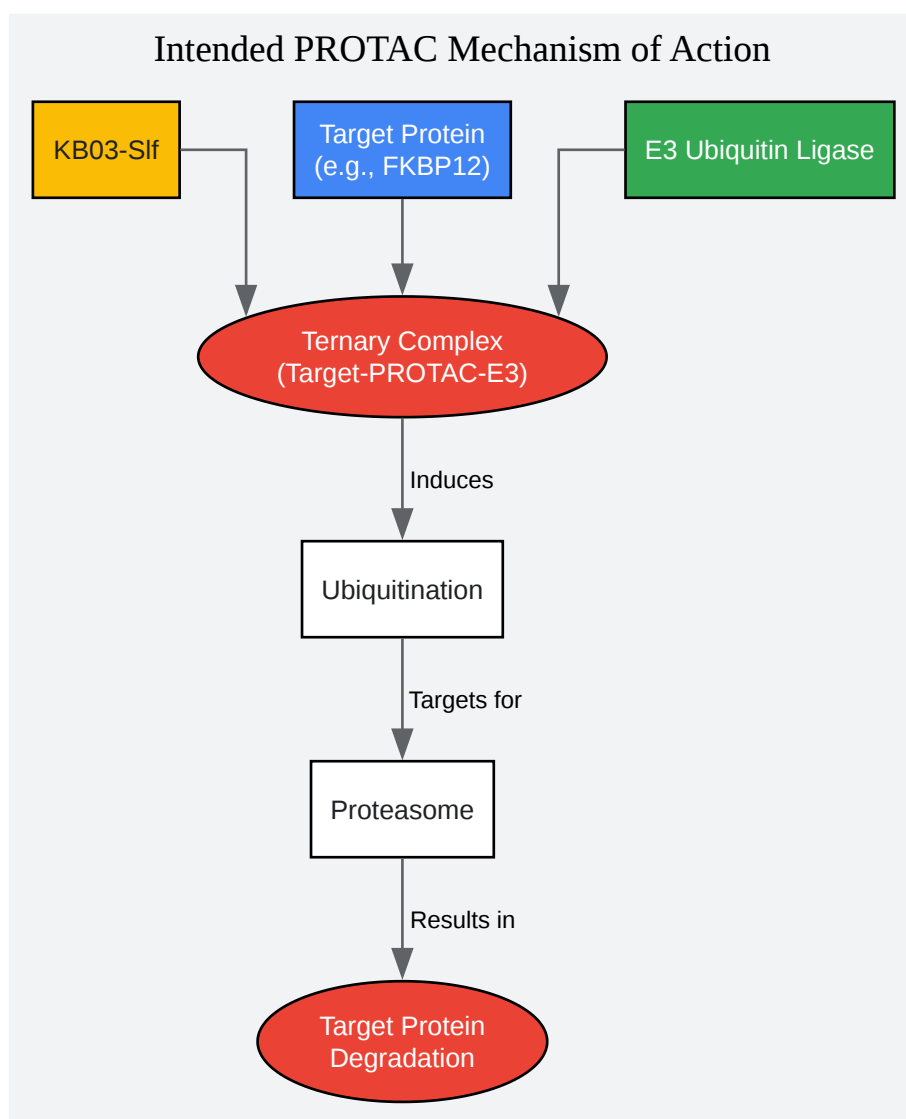 Intended PROTAC Mechanism of Action
KB03-Slf
Target Protein
(e.g., FKBP12)
E3 Ubiquitin Ligase
Ternary Complex
(Target-PROTAC-E3)
Induces
Ubiquitination
Targets for
Proteasome
Results in
Target Protein
Degradation